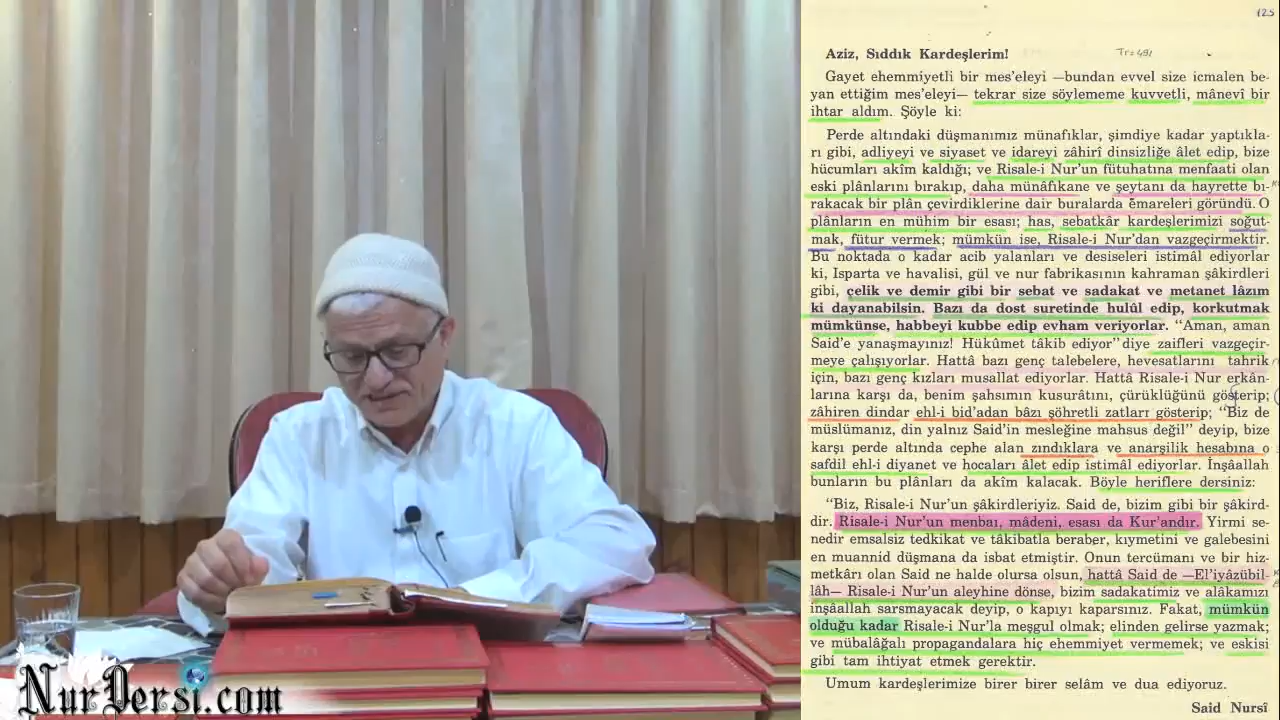 125
Aziz, Sıddık Kardeşlerim!
Tr=491
Gayet ehemmiyetli bir mes'eleyi —bundan evvel size icmalen be-
yan ettiğim mes'eleyi— tekrar size söylememe kuvvetli, mânevî bir
ihtar aldım. Şöyle ki:
Perde altındaki düşmanımız münafıklar, şimdiye kadar yaptıkla-
rı gibi, adliyeyi ve siyaset ve idareyi zâhirî dinsizliğe âlet edip, bize
hücumları akîm kaldığı; ve Risale-i Nur'un fütuhatına menfaati olan
eski plânlarını bırakıp, daha münâfıkane ve şeytanı da hayrette bı-
rakacak bir plân çevirdiklerine dair buralarda emareleri göründü. O
plânların en mühim bir esası; has, sebatkâr kardeşlerimizi soğut-
mak, fütur vermek; mümkün ise, Risale-i Nur'dan vazgeçirmektir.
Bu noktada o kadar acib yalanları ve desiseleri istimâl ediyorlar
ki, Isparta ve havalisi, gül ve nur fabrikasının kahraman şâkirdleri
gibi, çelik ve demir gibi bir sebat ve sadakat ve metanet lâzım
ki dayanabilsin. Bazı da dost suretinde hulûl edip, korkutmak
mümkünse, habbeyi kubbe edip evham veriyorlar. "Aman, aman
Said'e yanaşmayınız! Hükûmet tâkib ediyor" diye zaifleri vazgeçir-
meye çalışıyorlar. Hattâ bazı genç talebelere, hevesatlarını tahrik
için, bazı genç kızları musallat ediyorlar. Hattâ Risale-i Nur erkân-
larına karşı da, benim şahsımın kusurâtını, çürüklüğünü gösterip;
zâhiren dindar ehl-i bid'adan bâzı şöhretli zatları gösterip; "Biz de
müslümanız, din yalnız Said'in mesleğine mahsus değil" deyip, bize
karşı perde altında cephe alan zındıklara ve anarşilik hesabına o
safdil ehl-i diyanet ve hocaları âlet edip istimâl ediyorlar. İnşâallah
bunların bu plânları da akîm kalacak. Böyle heriflere dersiniz:
"Biz, Risale-i Nur'un şâkirdleriyiz. Said de, bizim gibi bir şâkird-
dir. Risale-i Nur'un menbaı, mâdeni, esası da Kur'andır. Yirmi se-
nedir emsalsiz tedkikat ve tâkibatla beraber, kıymetini ve galebesini
en muannid düşmana da isbat etmiştir. Onun tercümanı ve bir hiz-
metkârı olan Said ne halde olursa olsun, hattâ Said de —El'iyâzübil-
lâh— Risale-i Nur'un aleyhine dönse, bizim sadakatimiz ve alâkamızı
inşâallah sarsmayacak deyip, o kapıyı kaparsınız. Fakat, mümkün
olduğu kadar Risale-i Nur'la meşgul olmak; elinden gelirse yazmak;
ve mübalâğalı propagandalara hiç ehemmiyet vermemek; ve eskisi
gibi tam ihtiyat etmek gerektir.
Umum kardeşlerimize birer birer selâm ve dua ediyoruz.
Said Nursî
NurDersi.com